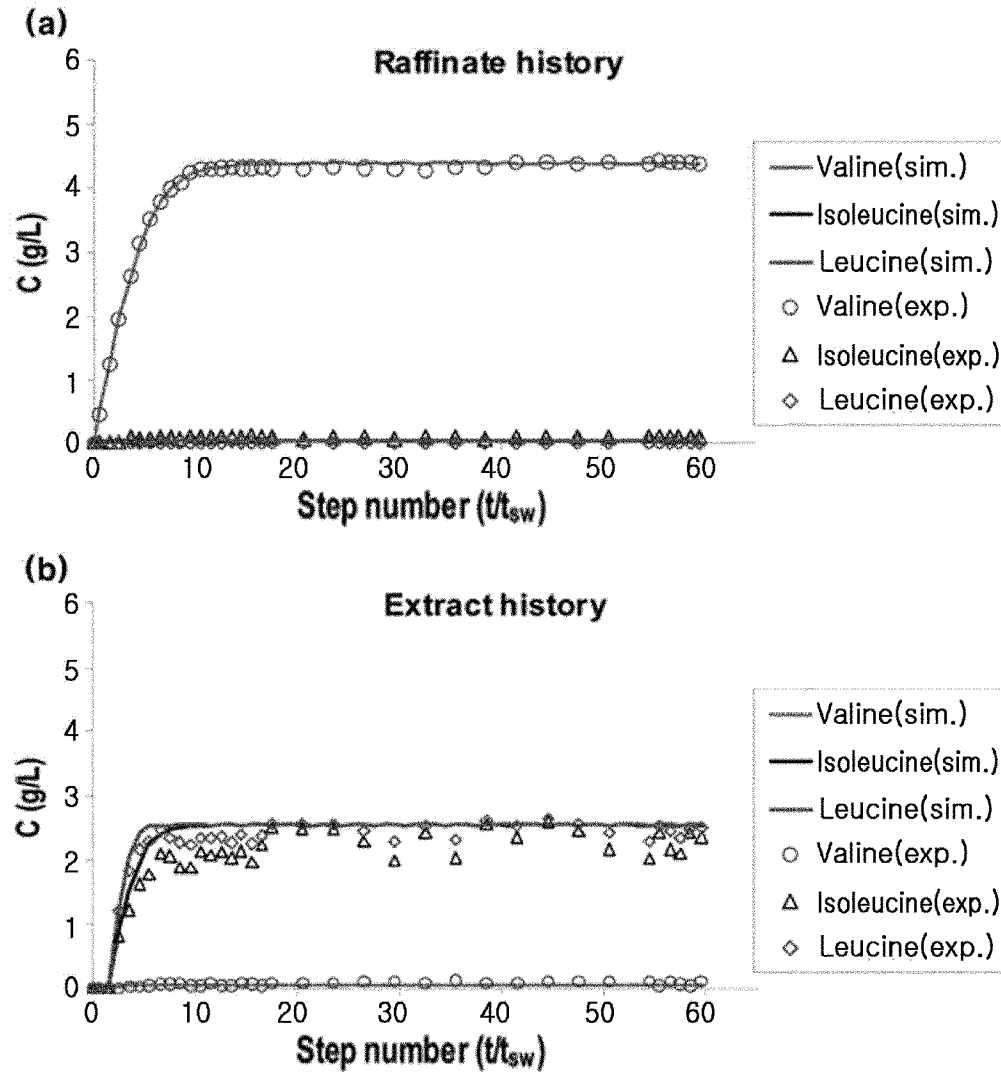 (a)
Raffinate history
6
5
4
3
2
1
0
C (g/L)
0 10 20 30 40 50 60
Step number (t/tsw)
Valine(sim.)
Isoleucine(sim.)
Leucine(sim.)
Valine(exp.)
Isoleucine(exp.)
Leucine(exp.)
(b)
Extract history
6
5
4
3
2
1
0
C (g/L)
0 10 20 30 40 50 60
Step number (t/tsw)
Valine(sim.)
Isoleucine(sim.)
Leucine(sim.)
Valine(exp.)
Isoleucine(exp.)
Leucine(exp.)